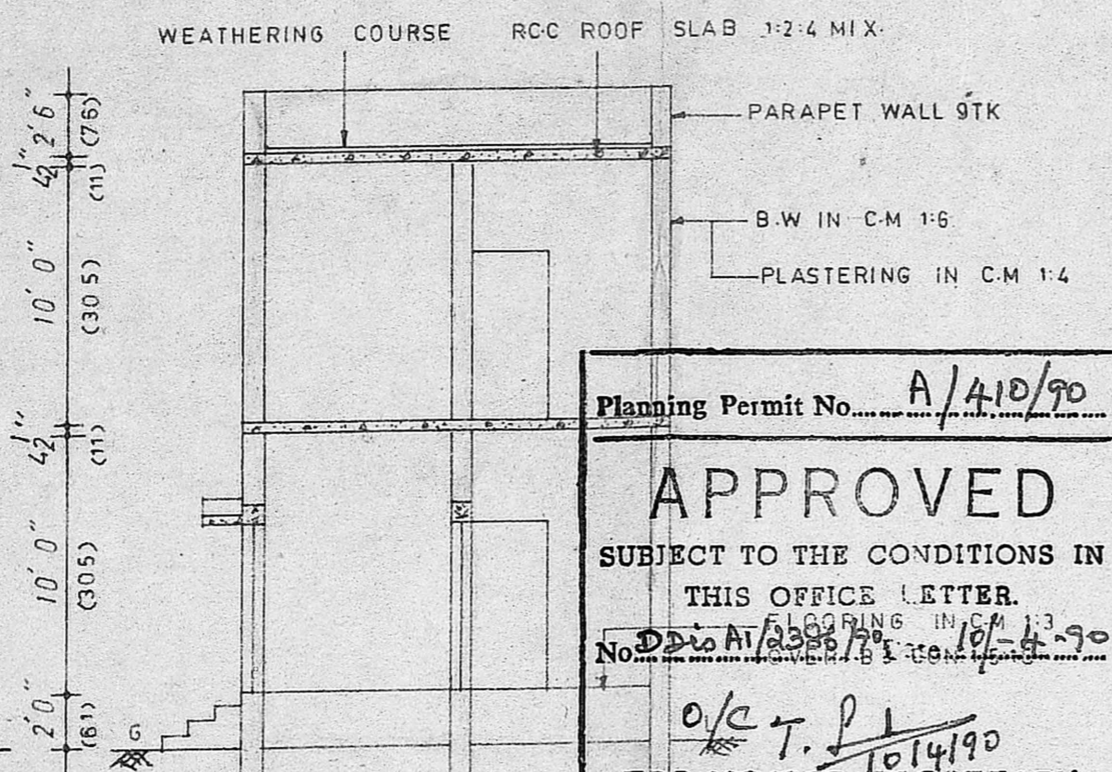 WEATHERING COURSE RCC ROOF SLAB 1:2:4 MIX.
PARAPET WALL 9TK
B.W IN C.M 1:6
PLASTERING IN C.M 1:4
2' 6"
(76)
4½"
(11)
10' 0"
(305)
4½"
(11)
10' 0"
(305)
2' 0"
(61)
G
Planning Permit No. A/410/90
APPROVED
SUBJECT TO THE CONDITIONS IN
THIS OFFICE LETTER.
FLOORING IN C.M 1:3
No. DDis A1/ 10/-4-90
OVER
O/C T.
10/4/90